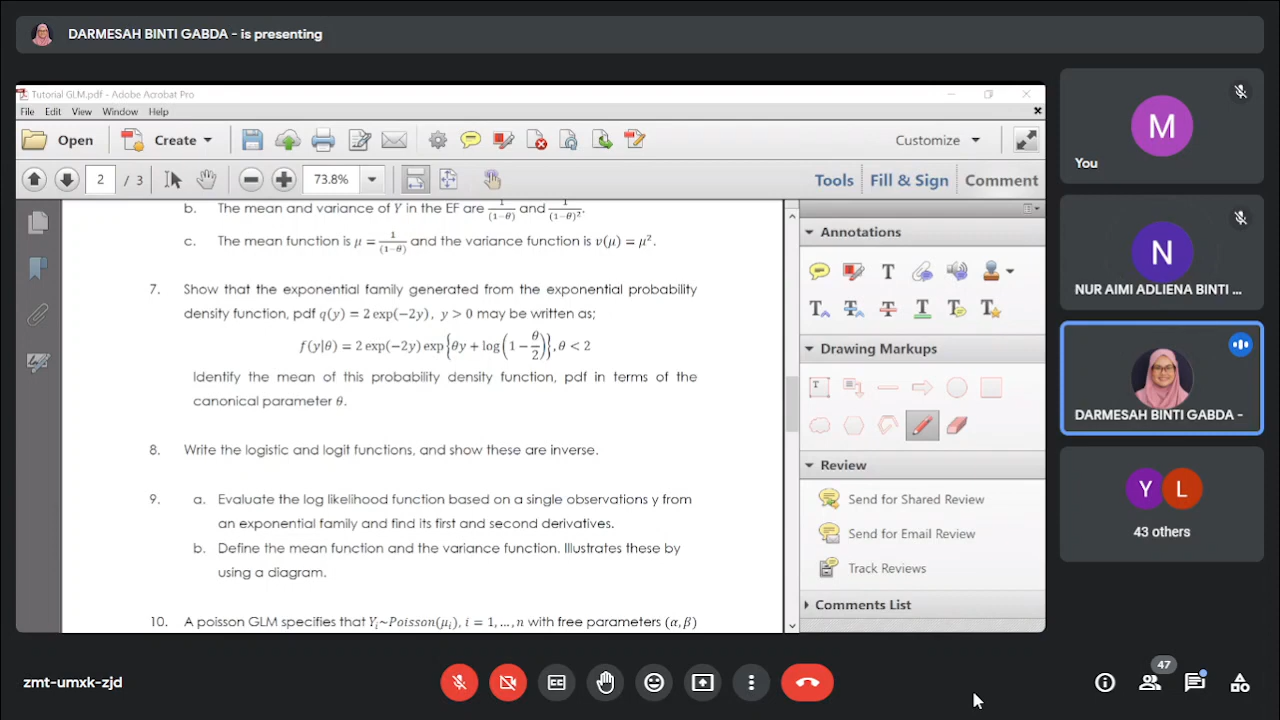 DARMESAH BINTI GABDA - is presenting
Tutorial GLM.pdf - Adobe Acrobat Pro
File Edit View Window Help
Open Create Customize
2 / 3 73.8% Tools Fill & Sign Comment
b. The mean and variance of Y in the EF are 1/(1−θ) and 1/(1−θ)².
c. The mean function is μ = 1/(1−θ) and the variance function is v(μ) = μ².
7. Show that the exponential family generated from the exponential probability
density function, pdf q(y) = 2 exp(−2y), y > 0 may be written as;
f(y|θ) = 2 exp(−2y) exp{θy + log(1 − θ/2)}, θ < 2
Identify the mean of this probability density function, pdf in terms of the
canonical parameter θ.
8. Write the logistic and logit functions, and show these are inverse.
9. a. Evaluate the log likelihood function based on a single observations y from
an exponential family and find its first and second derivatives.
b. Define the mean function and the variance function. Illustrates these by
using a diagram.
10. A poisson GLM specifies that Yᵢ~Poisson(μᵢ), i = 1, ..., n with free parameters (α, β)
Annotations
Drawing Markups
Review
Send for Shared Review
Send for Email Review
Track Reviews
Comments List
M
You
N
NUR AIMI ADLIENA BINTI ...
DARMESAH BINTI GABDA -
Y L
43 others
zmt-umxk-zjd
47